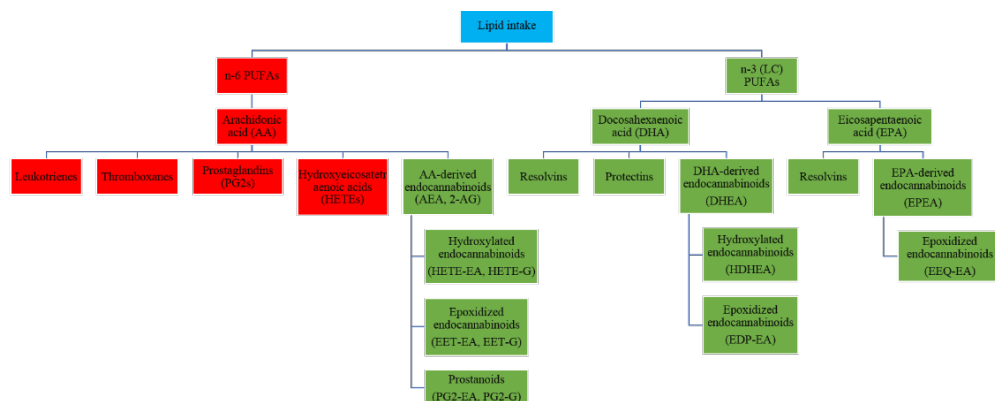 Lipid intake
n-6 PUFAs
n-3 (LC)
PUFAs
Arachidonic
acid (AA)
Docosahexaenoic
acid (DHA)
Eicosapentaenoic
acid (EPA)
Leukotrienes
Thromboxanes
Prostaglandins
(PG2s)
Hydroxyeicosatetr
aenoic acids
(HETEs)
AA-derived
endocannabinoids
(AEA, 2-AG)
Resolvins
Protectins
DHA-derived
endocannabinoids
(DHEA)
Resolvins
EPA-derived
endocannabinoids
(EPEA)
Hydroxylated
endocannabinoids
(HETE-EA, HETE-G)
Hydroxylated
endocannabinoids
(HDHEA)
Epoxidized
endocannabinoids
(EEQ-EA)
Epoxidized
endocannabinoids
(EET-EA, EET-G)
Epoxidized
endocannabinoids
(EDP-EA)
Prostanoids
(PG2-EA, PG2-G)